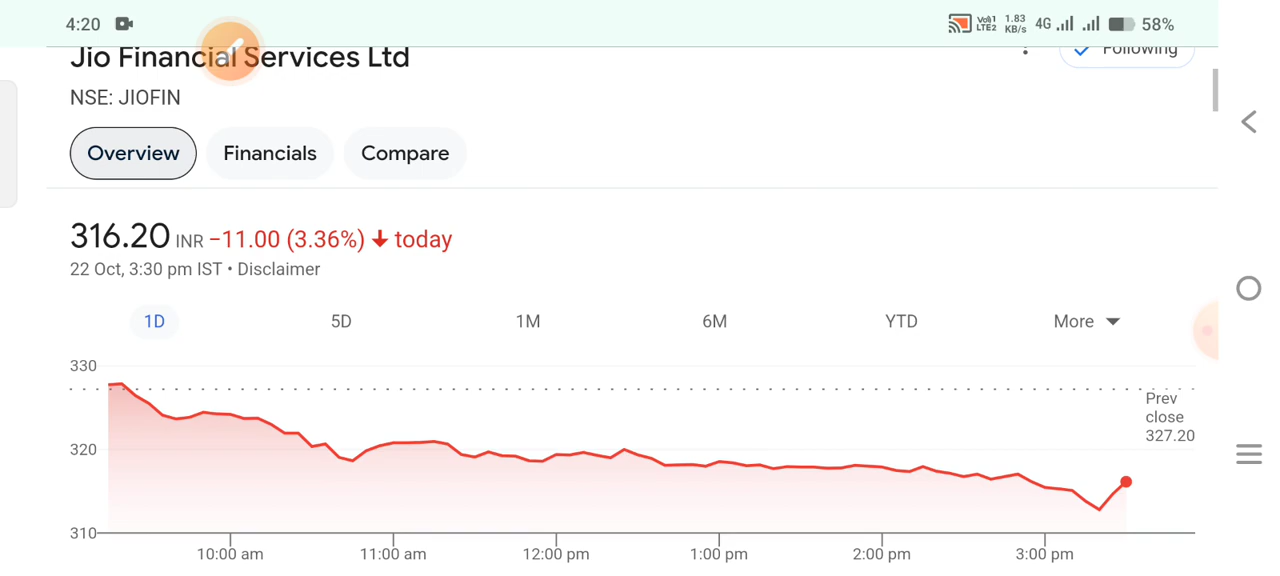 4:20 Vo1 LTE2 1.83 KB/s 4G 58%
Jio Financial Services Ltd
Following
NSE: JIOFIN
Overview Financials Compare
316.20 INR −11.00 (3.36%) today
22 Oct, 3:30 pm IST • Disclaimer
1D 5D 1M 6M YTD More
330
Prev
close
327.20
320
310
10:00 am 11:00 am 12:00 pm 1:00 pm 2:00 pm 3:00 pm